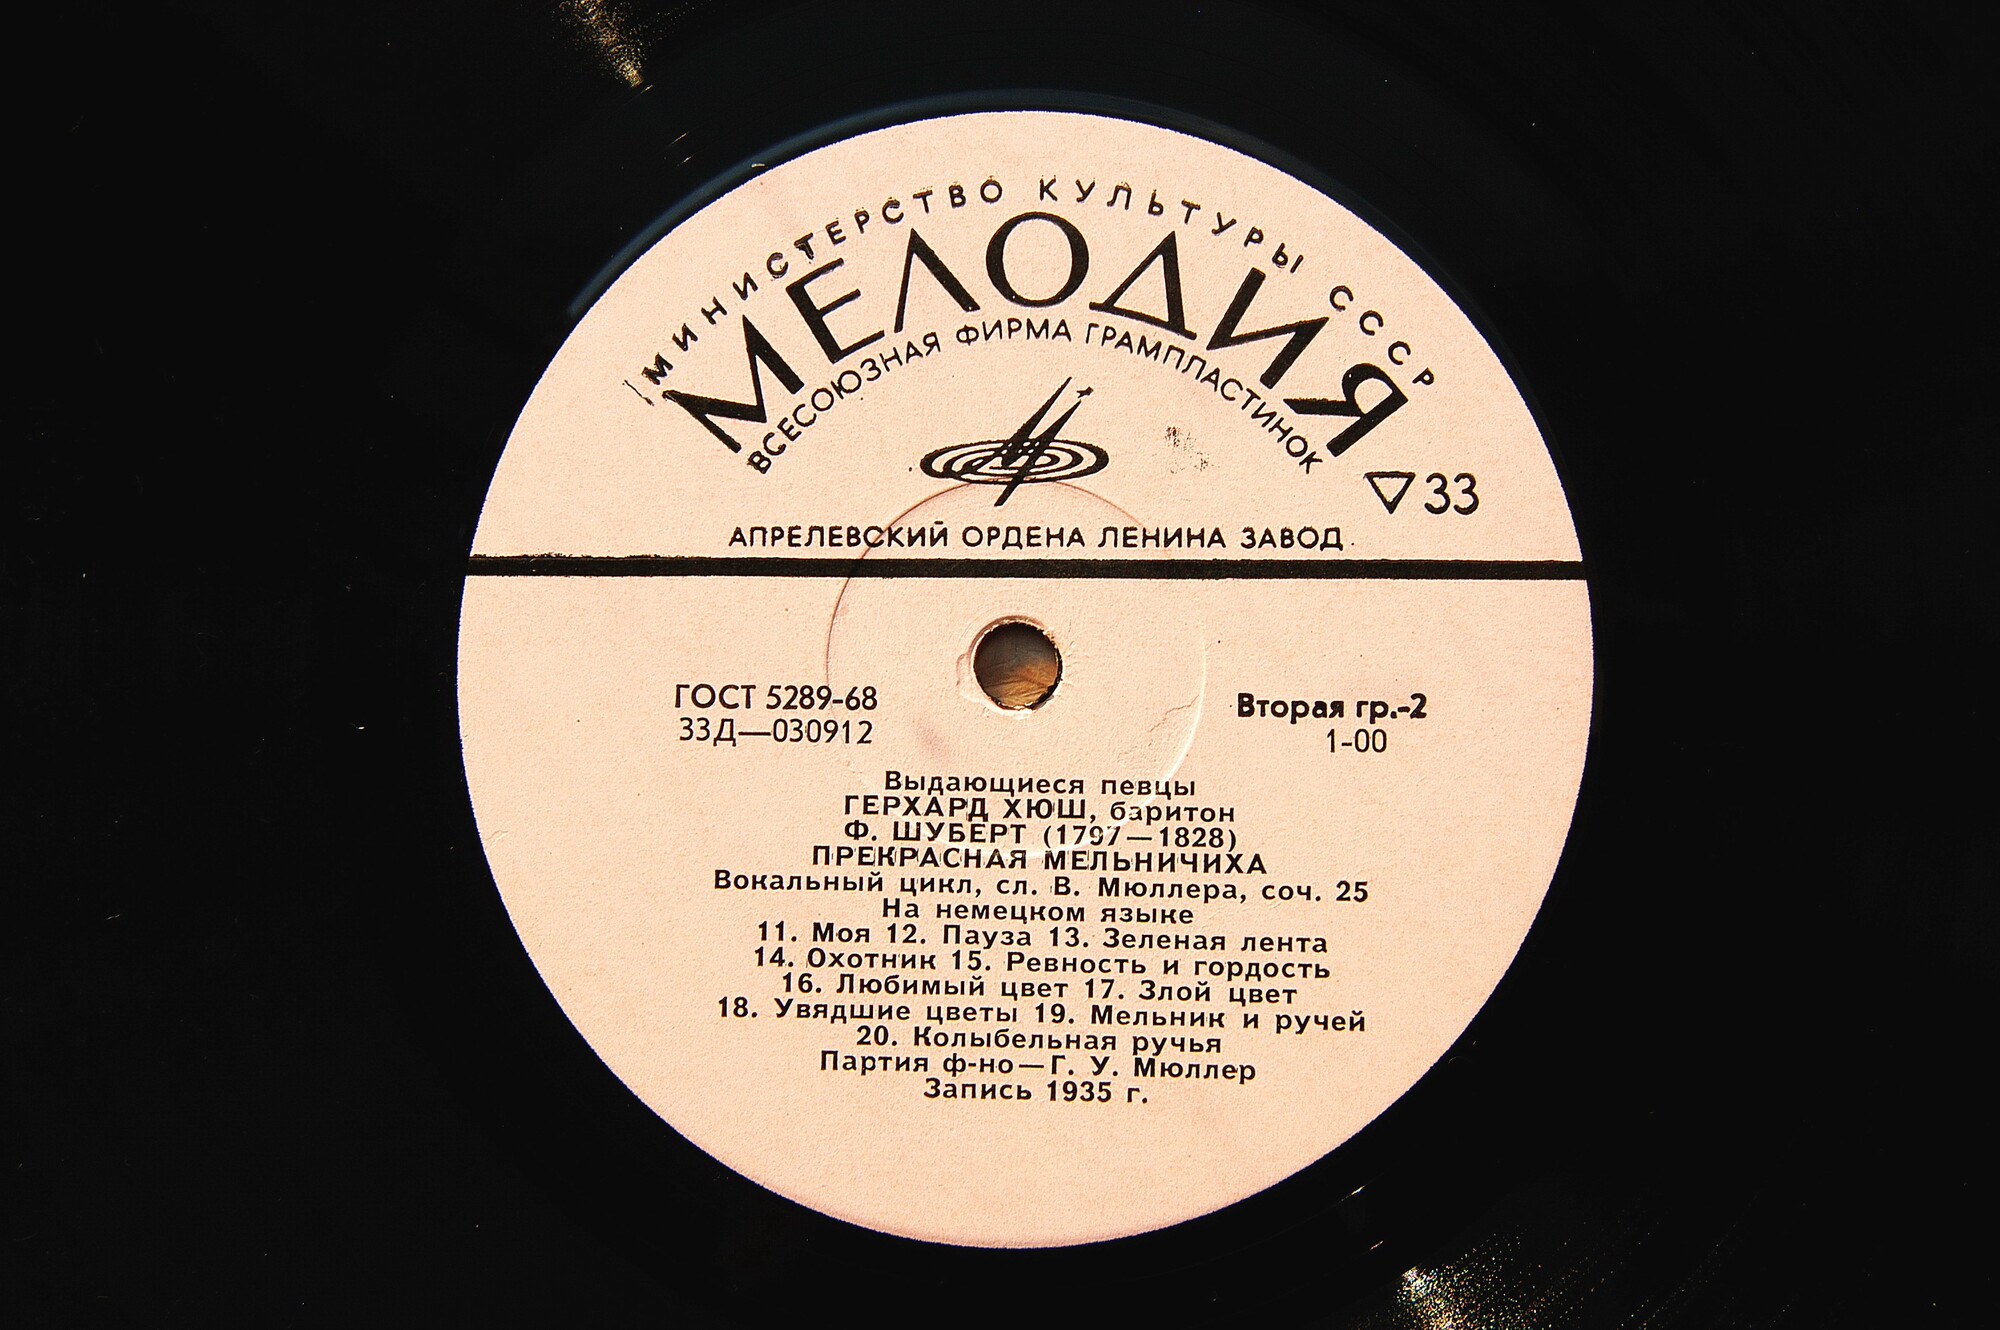 МИНИСТЕРСТВО КУЛЬТУРЫ СССР
МЕЛОДИЯ
ВСЕСОЮЗНАЯ ФИРМА ГРАМПЛАСТИНОК
33
АПРЕЛЕВСКИЙ ОРДЕНА ЛЕНИНА ЗАВОД
ГОСТ 5289-68
33Д—030912
Вторая гр.-2
1-00
Выдающиеся певцы
ГЕРХАРД ХЮШ, баритон
Ф. ШУБЕРТ (1797—1828)
ПРЕКРАСНАЯ МЕЛЬНИЧИХА
Вокальный цикл, сл. В. Мюллера, соч. 25
На немецком языке
11. Моя 12. Пауза 13. Зеленая лента
14. Охотник 15. Ревность и гордость
16. Любимый цвет 17. Злой цвет
18. Увядшие цветы 19. Мельник и ручей
20. Колыбельная ручья
Партия ф-но—Г. У. Мюллер
Запись 1935 г.